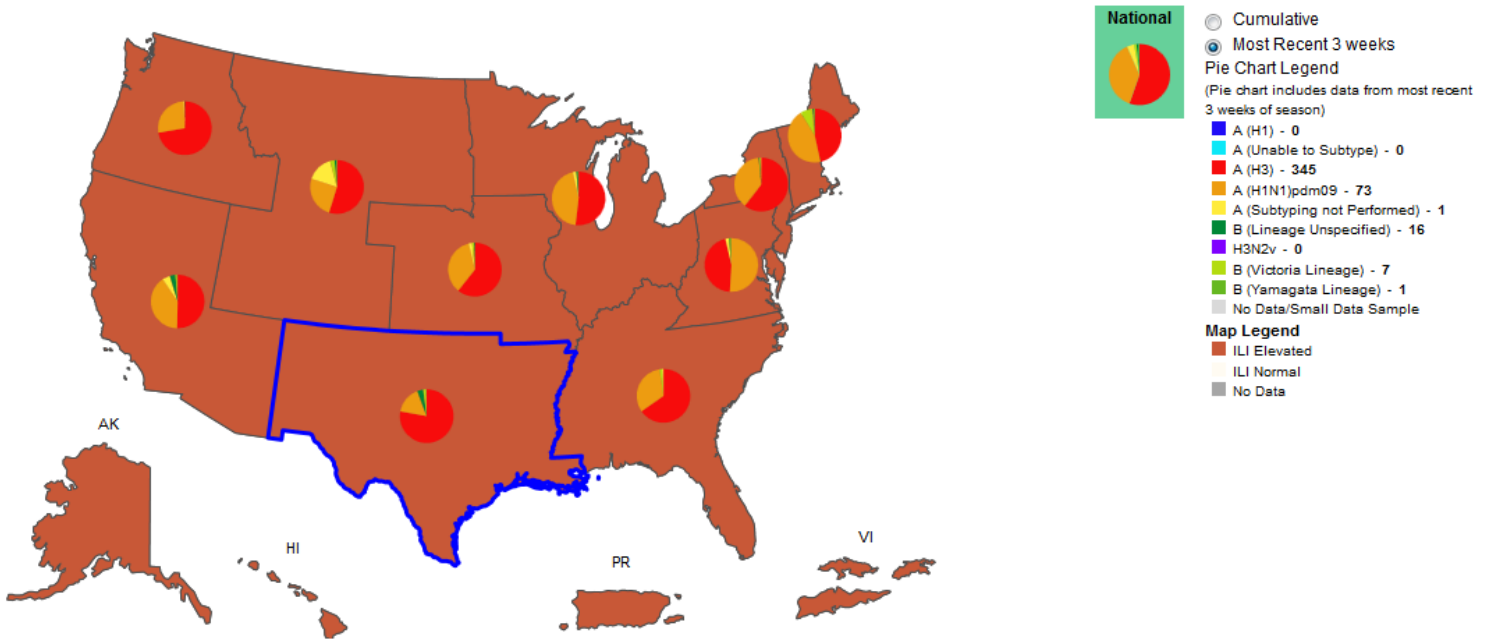 National
Cumulative
Most Recent 3 weeks
Pie Chart Legend
(Pie chart includes data from most recent
3 weeks of season)
A (H1) - 0
A (Unable to Subtype) - 0
A (H3) - 345
A (H1N1)pdm09 - 73
A (Subtyping not Performed) - 1
B (Lineage Unspecified) - 16
H3N2v - 0
B (Victoria Lineage) - 7
B (Yamagata Lineage) - 1
No Data/Small Data Sample
Map Legend
ILI Elevated
ILI Normal
No Data
AK
HI
PR
VI